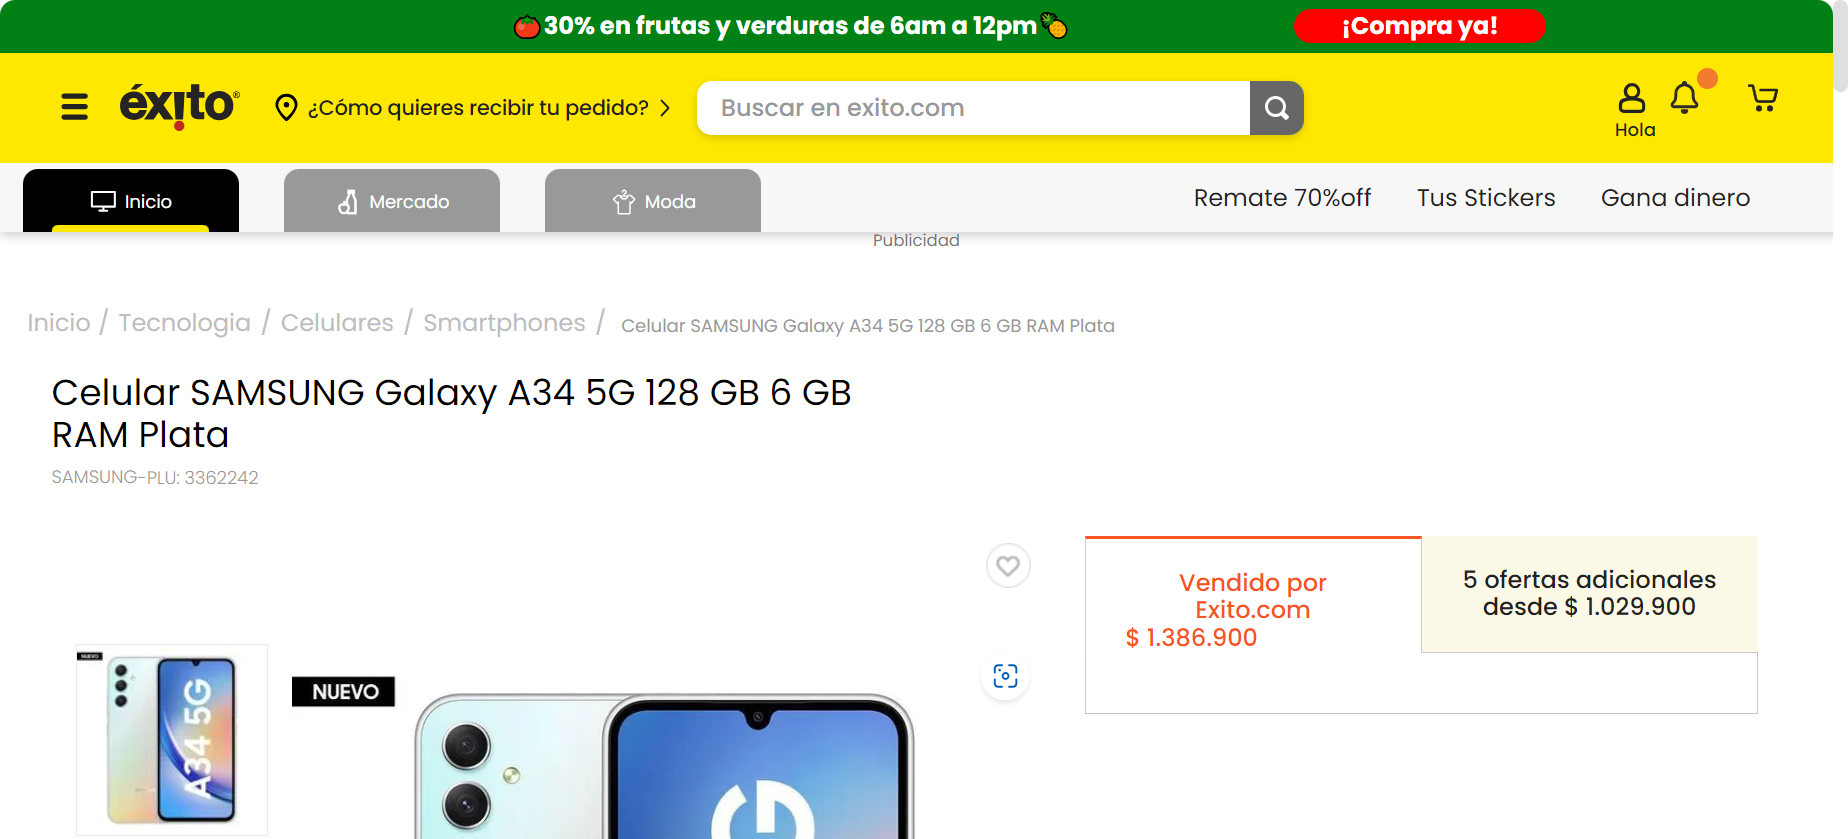 30% en frutas y verduras de 6am a 12pm
¡Compra ya!
éxito®
¿Cómo quieres recibir tu pedido?
Buscar en exito.com
Hola
Inicio
Mercado
Moda
Remate 70%off
Tus Stickers
Gana dinero
Publicidad
Inicio / Tecnologia / Celulares / Smartphones / Celular SAMSUNG Galaxy A34 5G 128 GB 6 GB RAM Plata
Celular SAMSUNG Galaxy A34 5G 128 GB 6 GB
RAM Plata
SAMSUNG-PLU: 3362242
Vendido por
Exito.com
$ 1.386.900
5 ofertas adicionales
desde $ 1.029.900
NUEVO
A34 5G
NUEVO
G